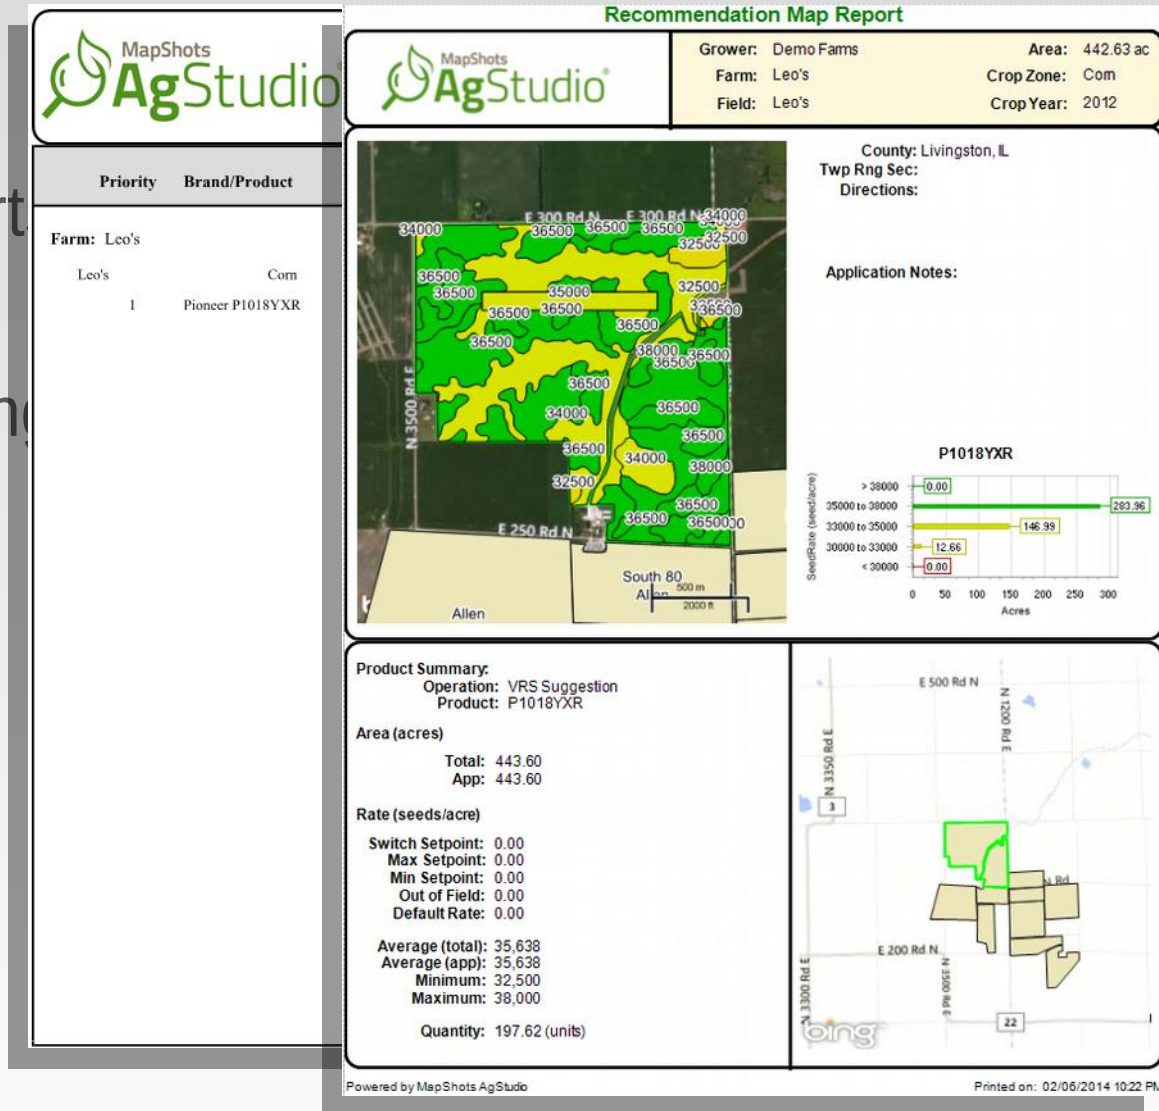 Recommendation Map Report
MapShots
AgStudio
Priority Brand/Product
Farm: Leo's
Leo's Corn
1 Pioneer P1018YXR
MapShots
AgStudio®
Grower: Demo Farms Area: 442.63 ac
Farm: Leo's Crop Zone: Corn
Field: Leo's Crop Year: 2012
County: Livingston, IL
Twp Rng Sec:
Directions:
Application Notes:
E 300 Rd N E 300 Rd N 34000
34000 36500 36500 36500
32500 32500
36500 32500
36500 35000
36500 36500 36500
36500
36500
38000 36500
36500
36500
34000 36500
36500
36500 34000
38000
32500
36500
36500
N 3500 Rd E
E 250 Rd N
South 80
Allen
500 m
2000 ft
P1018YXR
SeedRate (seed/acre)
> 38000 0.00
35000 to 38000 283.96
33000 to 35000 146.99
30000 to 33000 12.66
< 30000 0.00
0 50 100 150 200 250 300
Acres
Product Summary:
Operation: VRS Suggestion
Product: P1018YXR
Area (acres)
Total: 443.60
App: 443.60
Rate (seeds/acre)
Switch Setpoint: 0.00
Max Setpoint: 0.00
Min Setpoint: 0.00
Out of Field: 0.00
Default Rate: 0.00
Average (total): 35,638
Average (app): 35,638
Minimum: 32,500
Maximum: 38,000
Quantity: 197.62 (units)
E 500 Rd N
N 1200 Rd E
N 3350 Rd E
3
N Rd
E 200 Rd N
N 3500 Rd E
N 3300 Rd E
22
bing
Powered by MapShots AgStudio
Printed on: 02/06/2014 10:22 PM